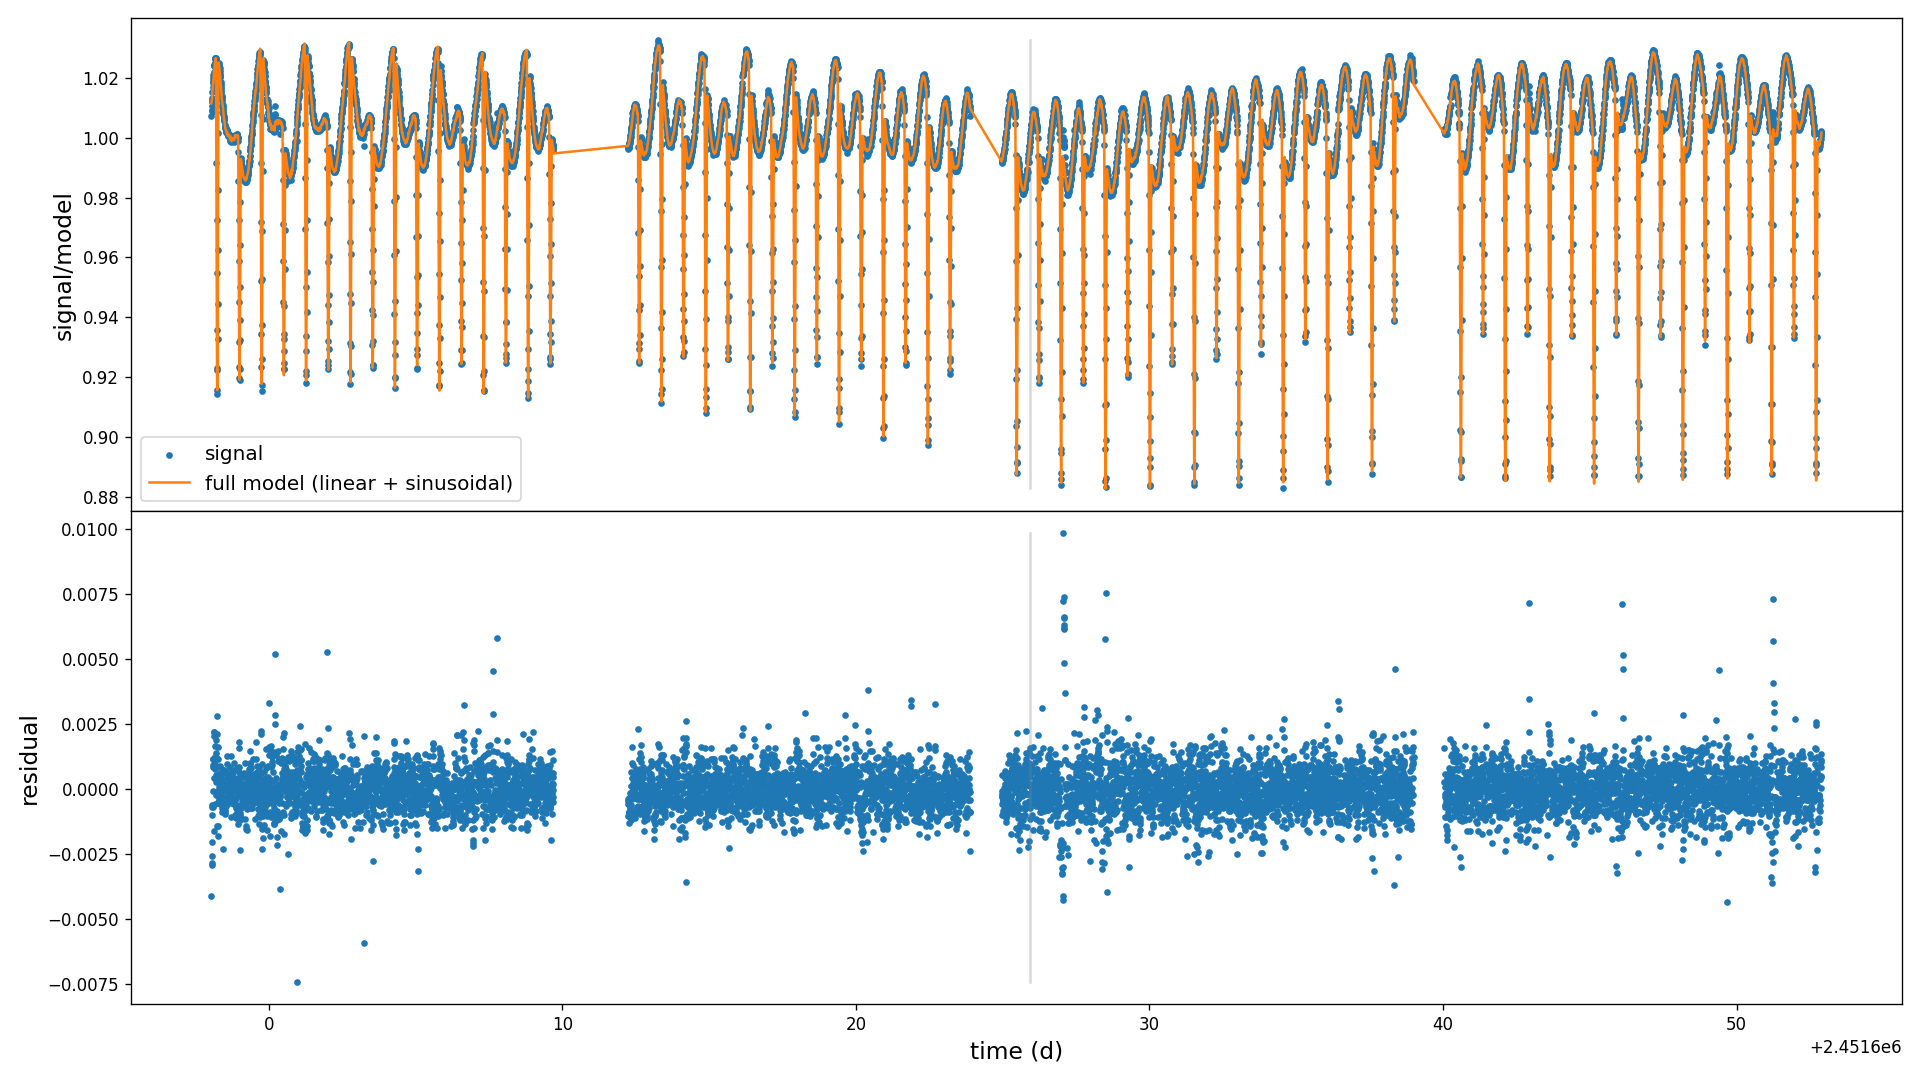 signal/model
1.02
1.00
0.98
0.96
0.94
0.92
0.90
0.88
signal
full model (linear + sinusoidal)
residual
0.0100
0.0075
0.0050
0.0025
0.0000
−0.0025
−0.0050
−0.0075
0 10 20 30 40 50
time (d)
+2.4516e6